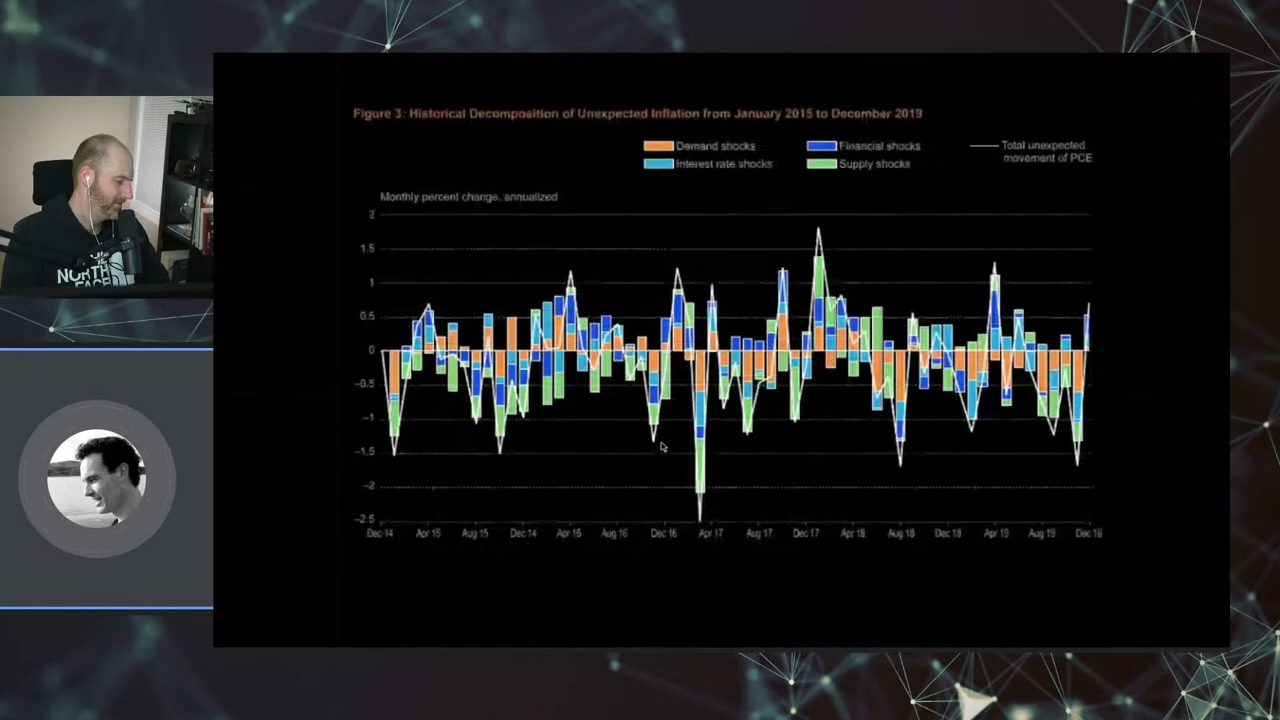 Figure 3: Historical Decomposition of Unexpected Inflation from January 2015 to December 2019
Demand shocks
Financial shocks
Total unexpected
movement of PCE
Interest rate shocks
Supply shocks
Monthly percent change, annualized
2
1.5
1
0.5
0
−0.5
−1
−1.5
−2
−2.5
Dec 14 Apr 15 Aug 15 Dec 14 Apr 15 Aug 16 Dec 16 Apr 17 Aug 17 Dec 17 Apr 18 Aug 18 Dec 18 Apr 19 Aug 19 Dec 19
NORTH
FACE